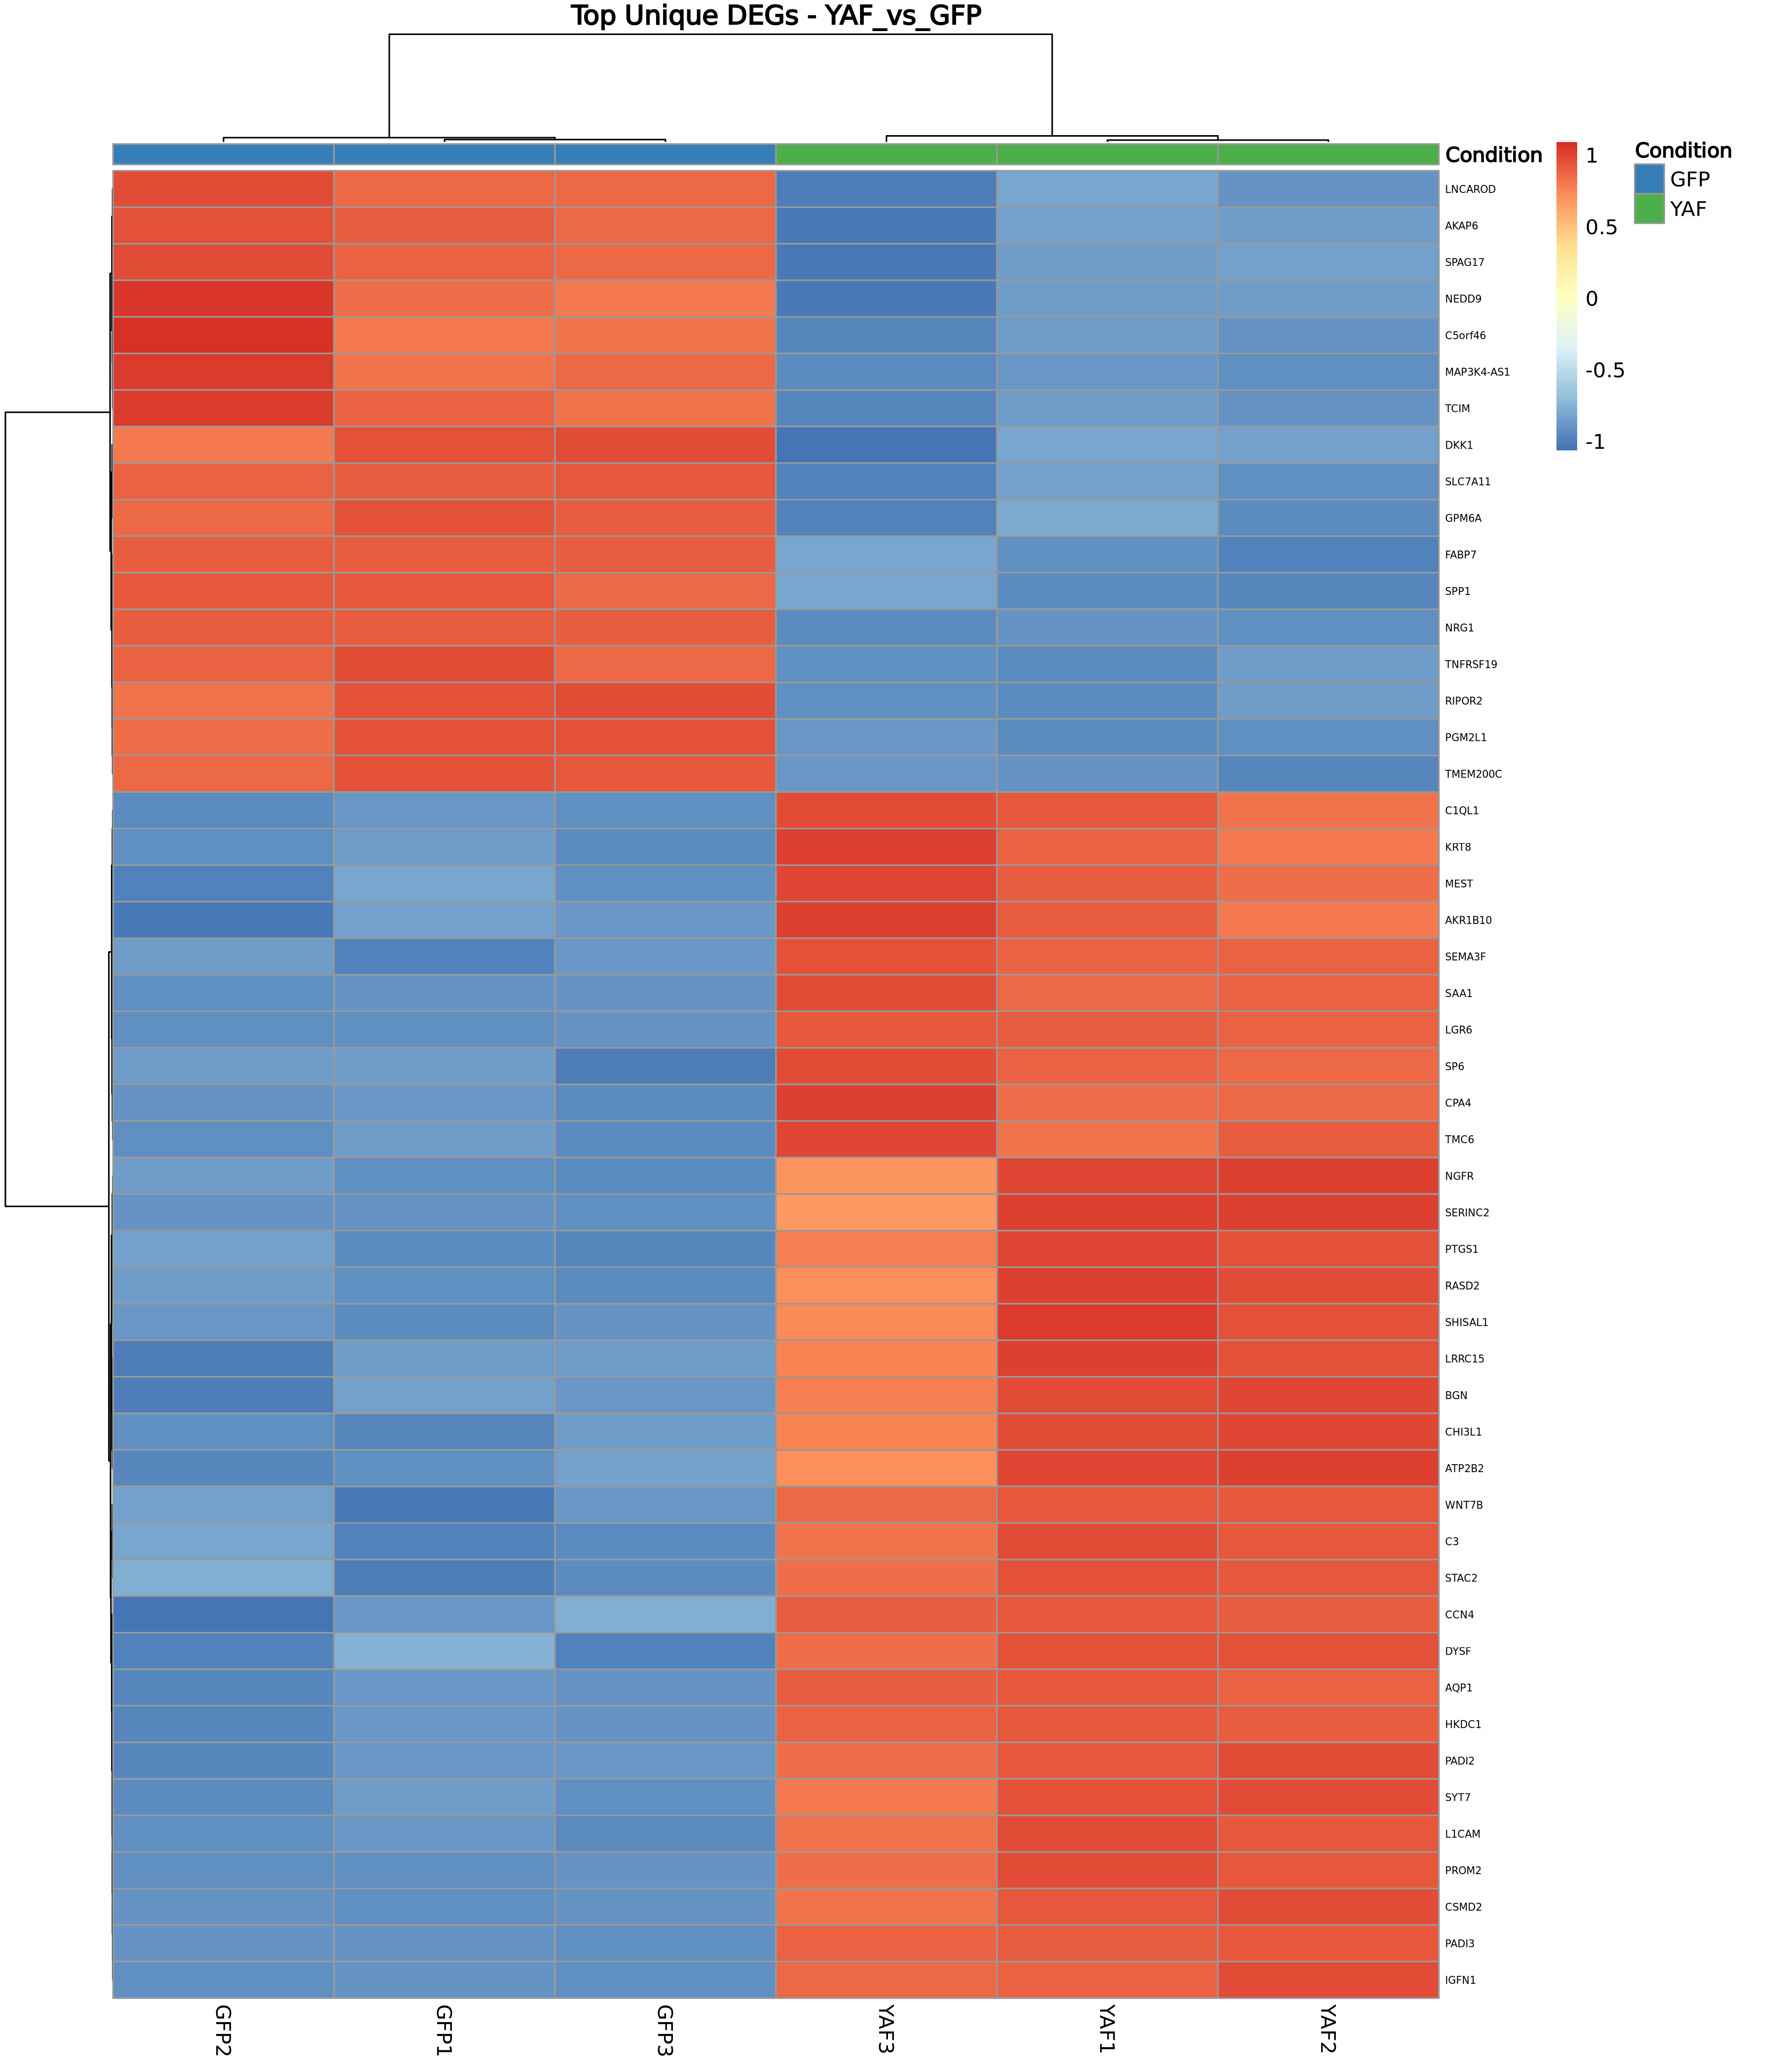 Top Unique DEGs - YAF_vs_GFP
Condition
1
0.5
0
-0.5
-1
Condition
GFP
YAF
LNCAROD
AKAP6
SPAG17
NEDD9
C5orf46
MAP3K4-AS1
TCIM
DKK1
SLC7A11
GPM6A
FABP7
SPP1
NRG1
TNFRSF19
RIPOR2
PGM2L1
TMEM200C
C1QL1
KRT8
MEST
AKR1B10
SEMA3F
SAA1
LGR6
SP6
CPA4
TMC6
NGFR
SERINC2
PTGS1
RASD2
SHISAL1
LRRC15
BGN
CHI3L1
ATP2B2
WNT7B
C3
STAC2
CCN4
DYSF
AQP1
HKDC1
PADI2
SYT7
L1CAM
PROM2
CSMD2
PADI3
IGFN1
GFP2
GFP1
GFP3
YAF3
YAF1
YAF2